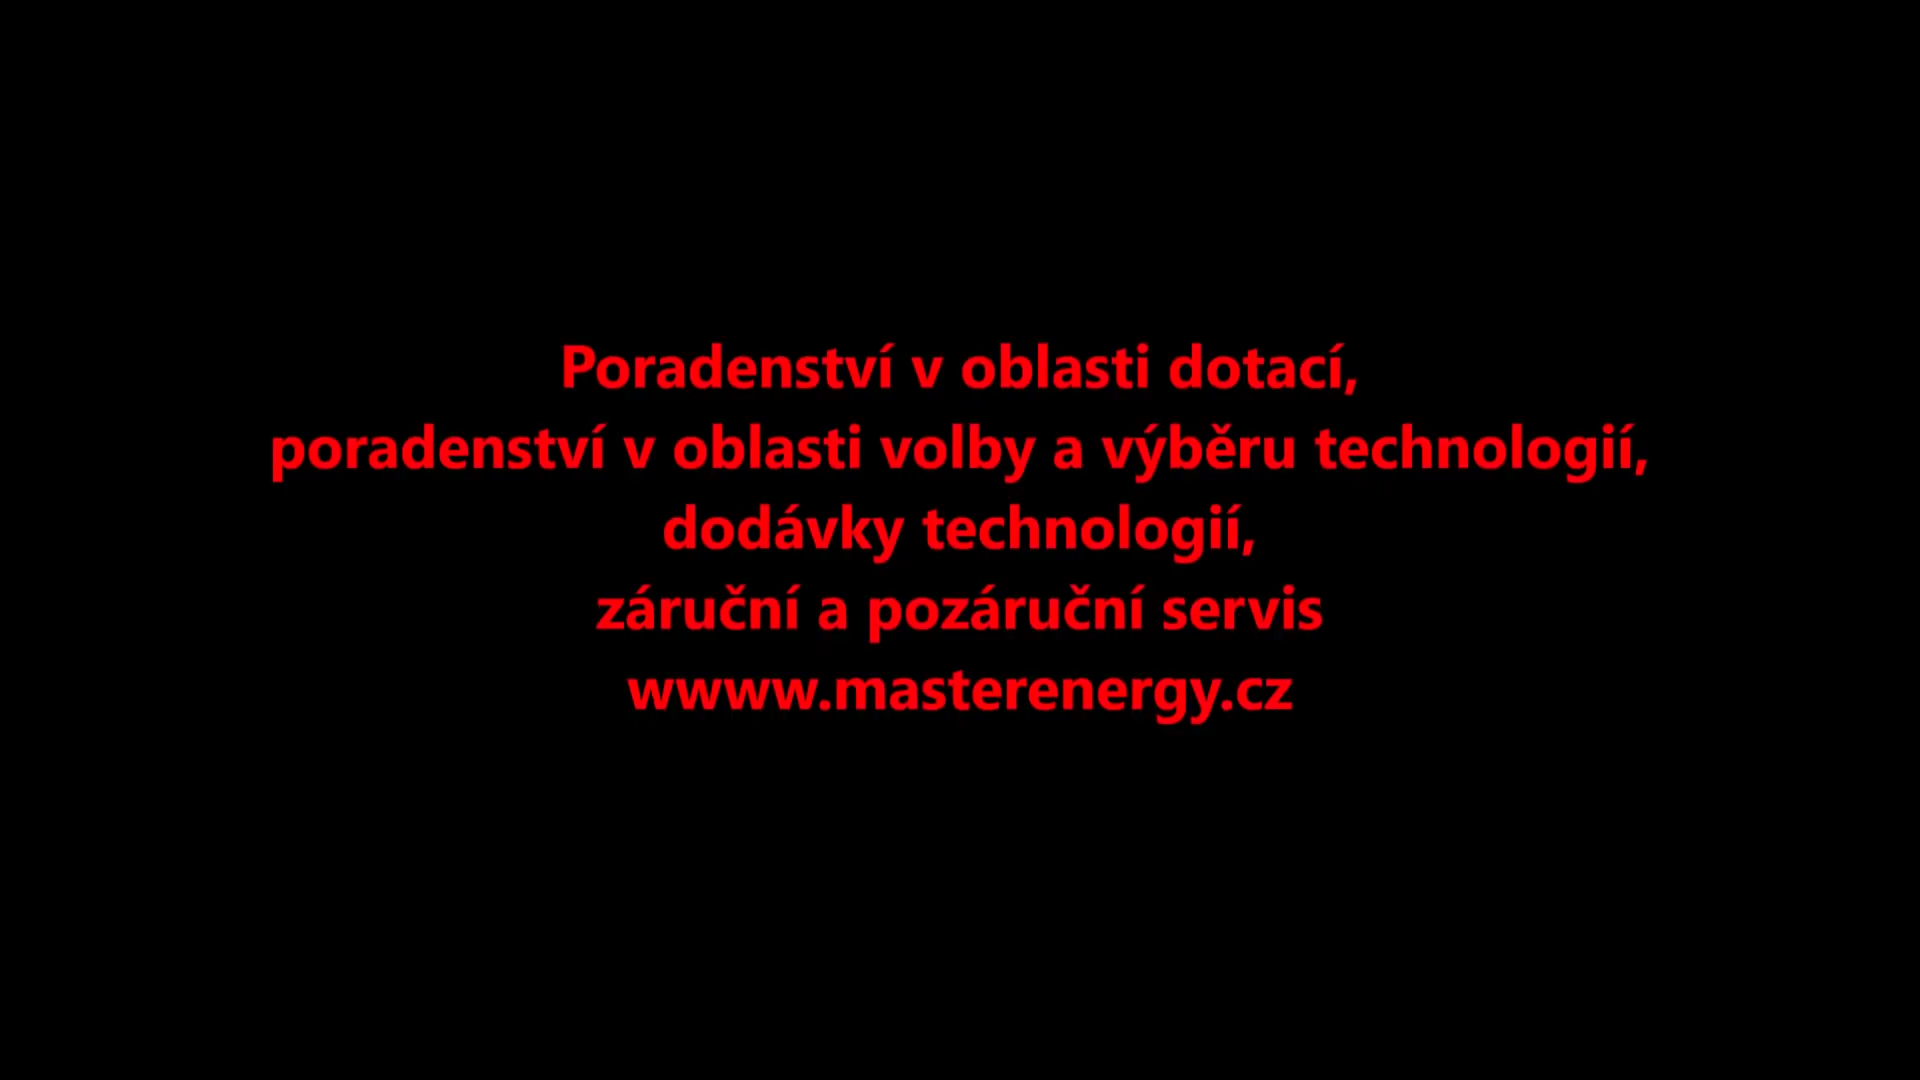 Poradenství v oblasti dotací,
poradenství v oblasti volby a výběru technologií,
dodávky technologií,
záruční a pozáruční servis
wwww.masterenergy.cz